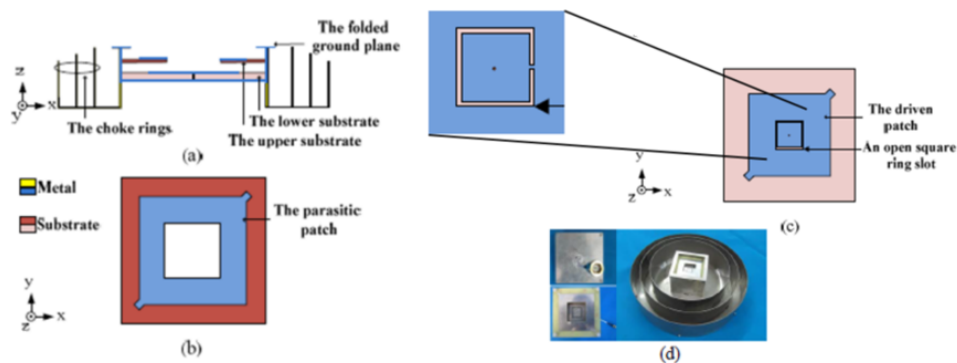 The folded
ground plane
z
y
x
The choke rings
The lower substrate
The upper substrate
(a)
Metal
Substrate
The parasitic
patch
y
z
x
(b)
The driven
patch
An open square
ring slot
y
z
x
(c)
(d)